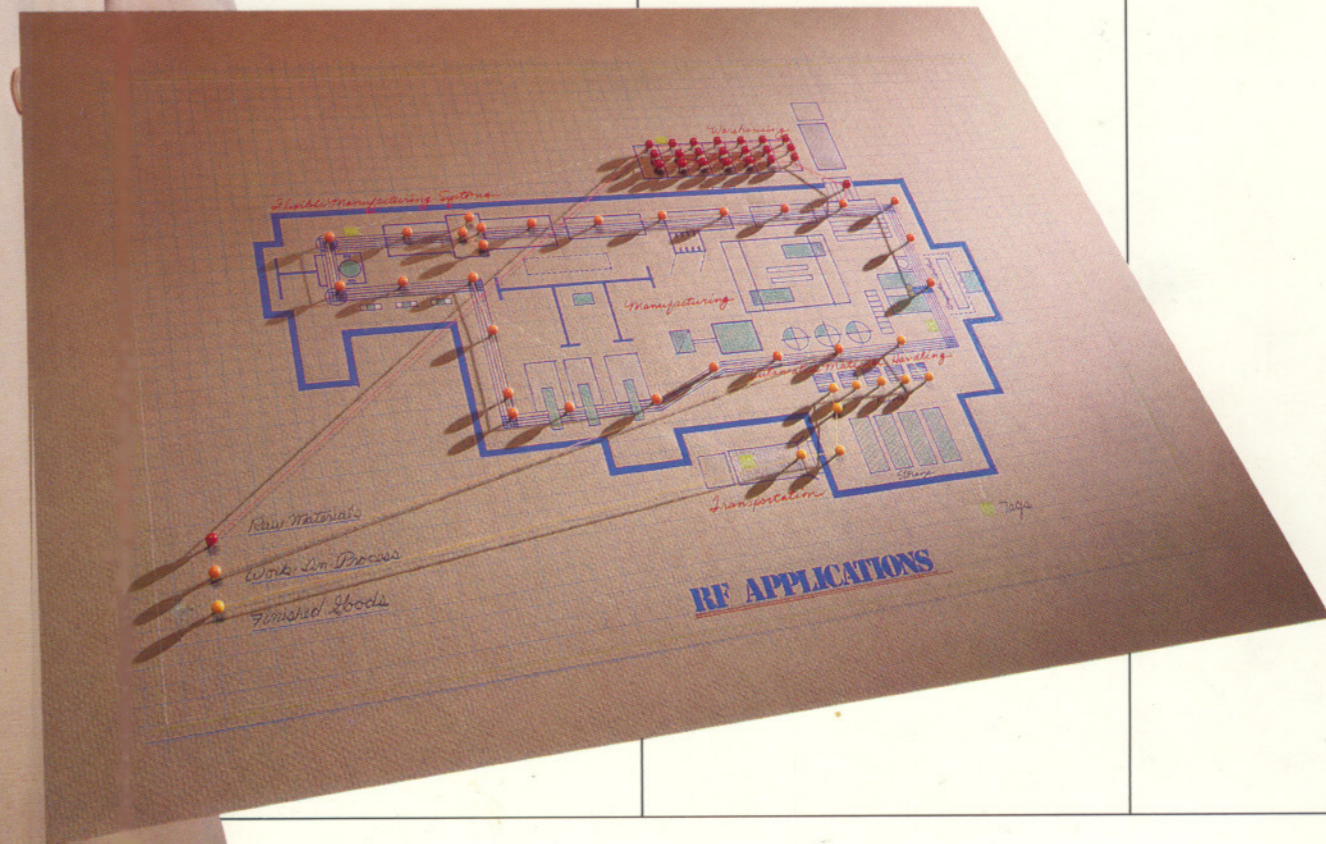 Warehousing
Flexible Manufacturing Systems
Manufacturing
Automated Material Handling
Storage
Transportation
Tags
Raw Materials
Work-In-Process
Finished Goods
RF APPLICATIONS